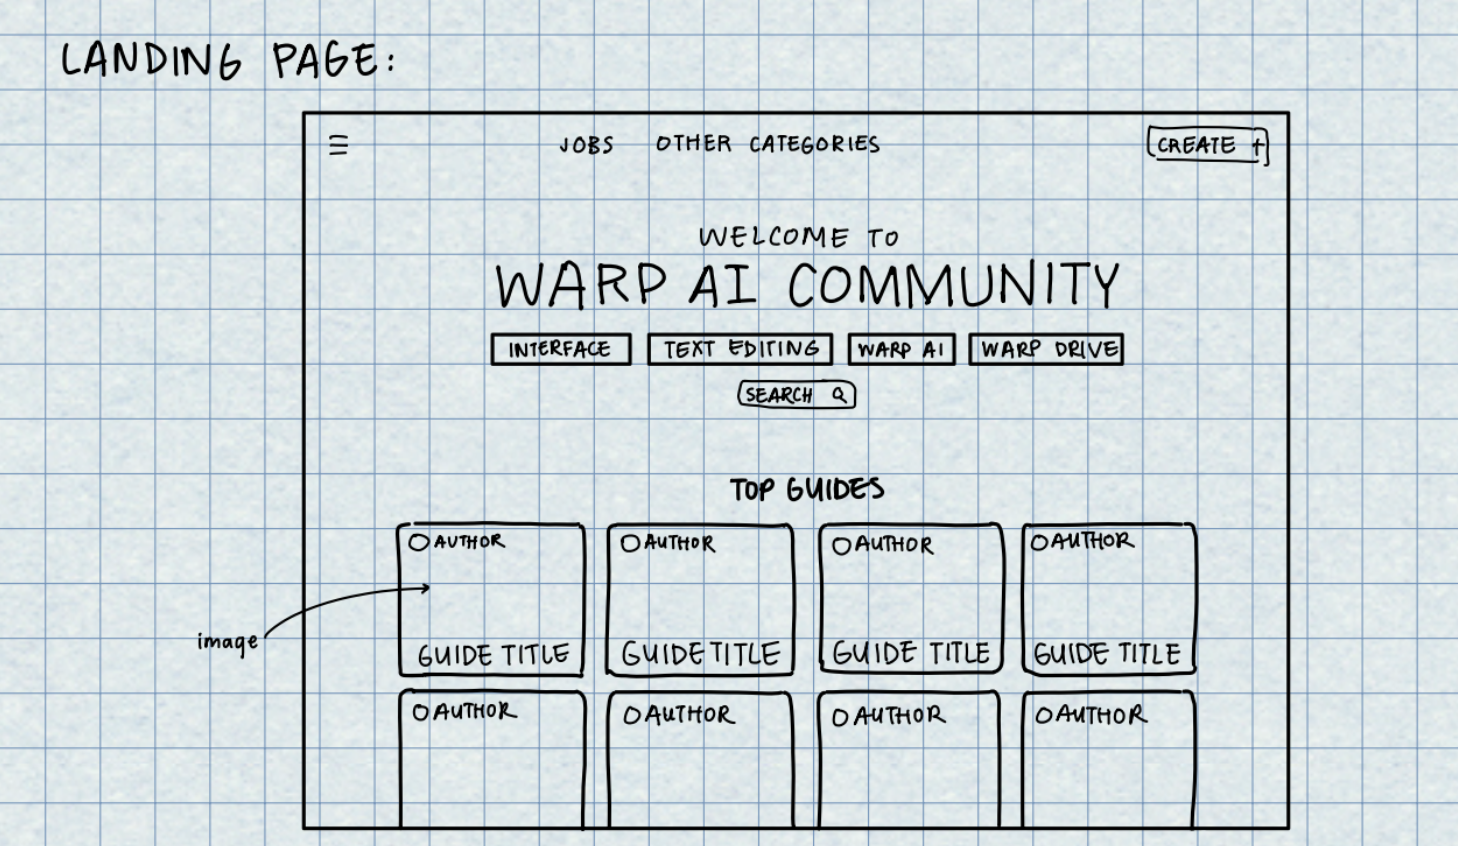 LANDING PAGE:
JOBS OTHER CATEGORIES CREATE +
WELCOME TO
WARP AI COMMUNITY
INTERFACE TEXT EDITING WARP AI WARP DRIVE
SEARCH
TOP GUIDES
AUTHOR AUTHOR AUTHOR AUTHOR
image
GUIDE TITLE GUIDE TITLE GUIDE TITLE GUIDE TITLE
AUTHOR AUTHOR AUTHOR AUTHOR